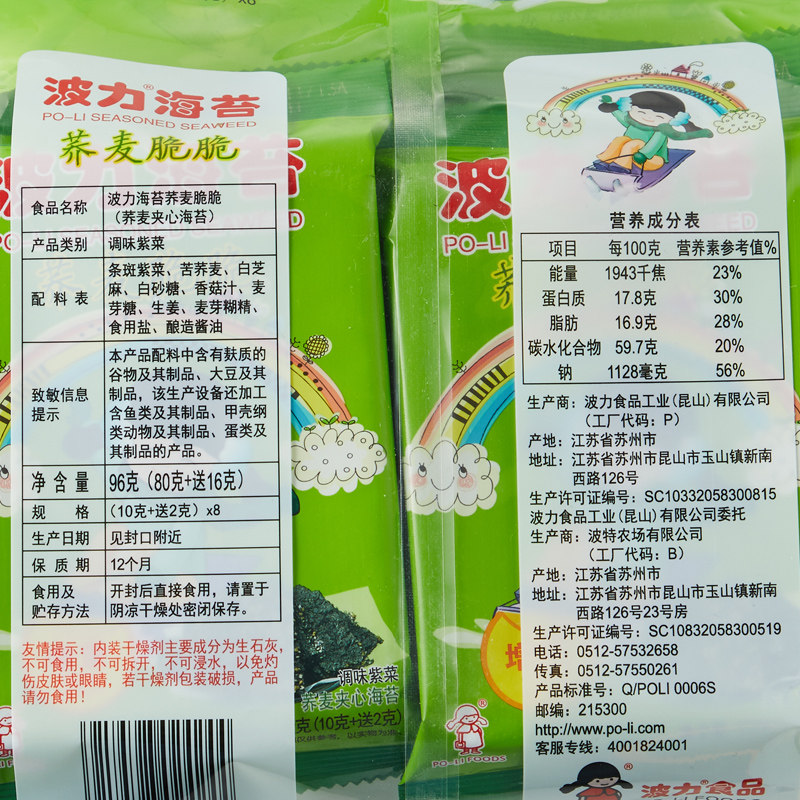 波力®海苔
PO-LI SEASONED SEAWEED
荞麦脆脆
食品名称 波力海苔荞麦脆脆
（荞麦夹心海苔）
产品类别 调味紫菜
配料表 条斑紫菜、苦荞麦、白芝
麻、白砂糖、香菇汁、麦
芽糖、生姜、麦芽糊精、
食用盐、酿造酱油
致敏信息提示 本产品配料中含有麸质的
谷物及其制品、大豆及其
制品，该生产设备还加工
含鱼类及其制品、甲壳纲
类动物及其制品、蛋类及
其制品的产品。
净含量 96克（80克+送16克）
规格 （10克+送2克）x8
生产日期 见封口附近
保质期 12个月
食用及 开封后直接食用，请置于
贮存方法 阴凉干燥处密闭保存。
友情提示：内装干燥剂主要成分为生石灰，
不可食用，不可拆开，不可浸水，以免灼
伤皮肤或眼睛，若干燥剂包装破损，产品
请勿食用！
调味紫菜
荞麦夹心海苔
克（10克+送2克）
PO-LI FOODS
波
PO-LI
营养成分表
项目 每100克 营养素参考值%
能量 1943千焦 23%
蛋白质 17.8克 30%
脂肪 16.9克 28%
碳水化合物 59.7克 20%
钠 1128毫克 56%
生产商：波力食品工业（昆山）有限公司
（工厂代码：P）
产地：江苏省苏州市
地址：江苏省苏州市昆山市玉山镇新南
西路126号
生产许可证编号：SC10332058300815
波力食品工业（昆山）有限公司委托
生产商：波特农场有限公司
（工厂代码：B）
产地：江苏省苏州市
地址：江苏省苏州市昆山市玉山镇新南
西路126号23号房
生产许可证编号：SC10832058300519
电话：0512-57532658
传真：0512-57550261
产品标准号：Q/POLI 0006S
邮编：215300
http://www.po-li.com
客服专线：4001824001
PO-LI FOODS
波力®食品